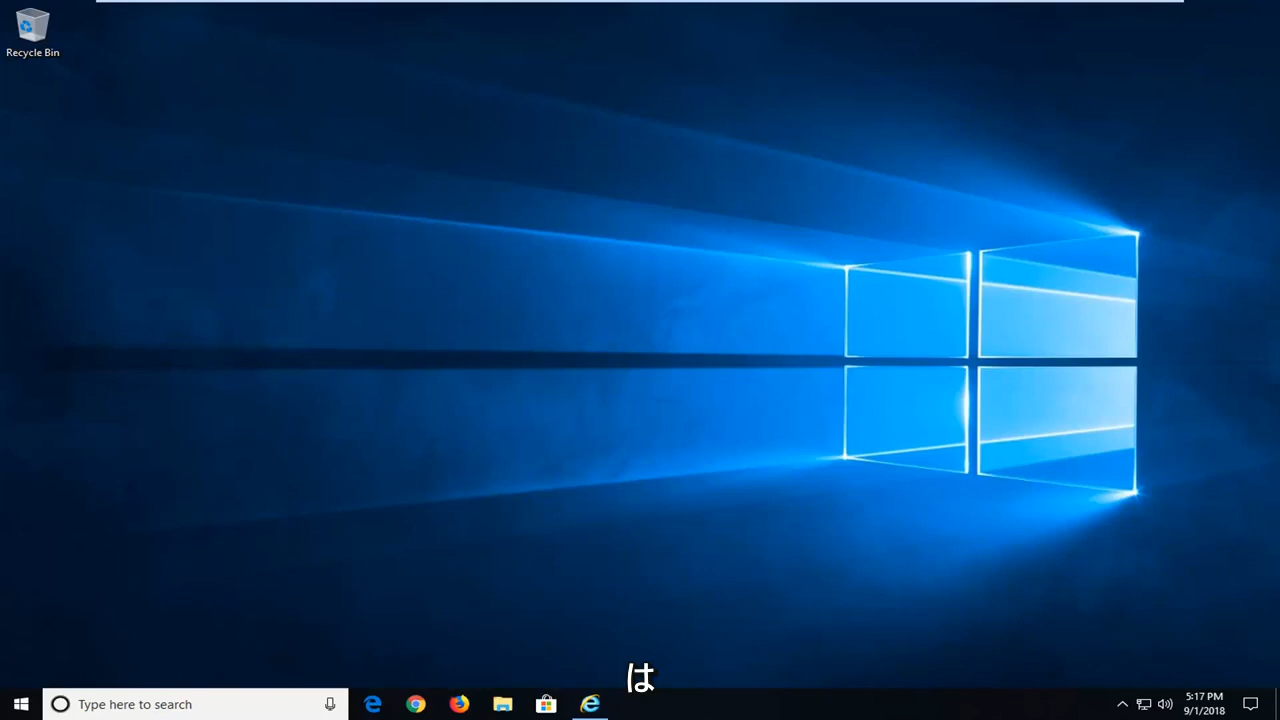 Recycle Bin
は
Type here to search
5:17 PM
9/1/2018